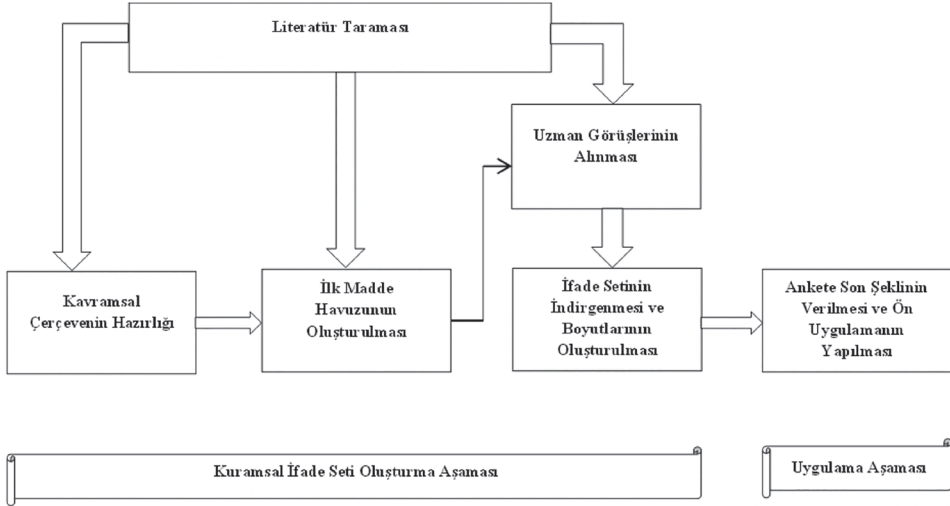 Literatür Taraması
Uzman Görüşlerinin
Alınması
Kavramsal
Çerçevenin Hazırlığı
İlk Madde
Havuzunun
Oluşturulması
İfade Setinin
İndirgenmesi ve
Boyutlarının
Oluşturulması
Ankete Son Şeklinin
Verilmesi ve Ön
Uygulamanın
Yapılması
Kuramsal İfade Seti Oluşturma Aşaması
Uygulama Aşaması